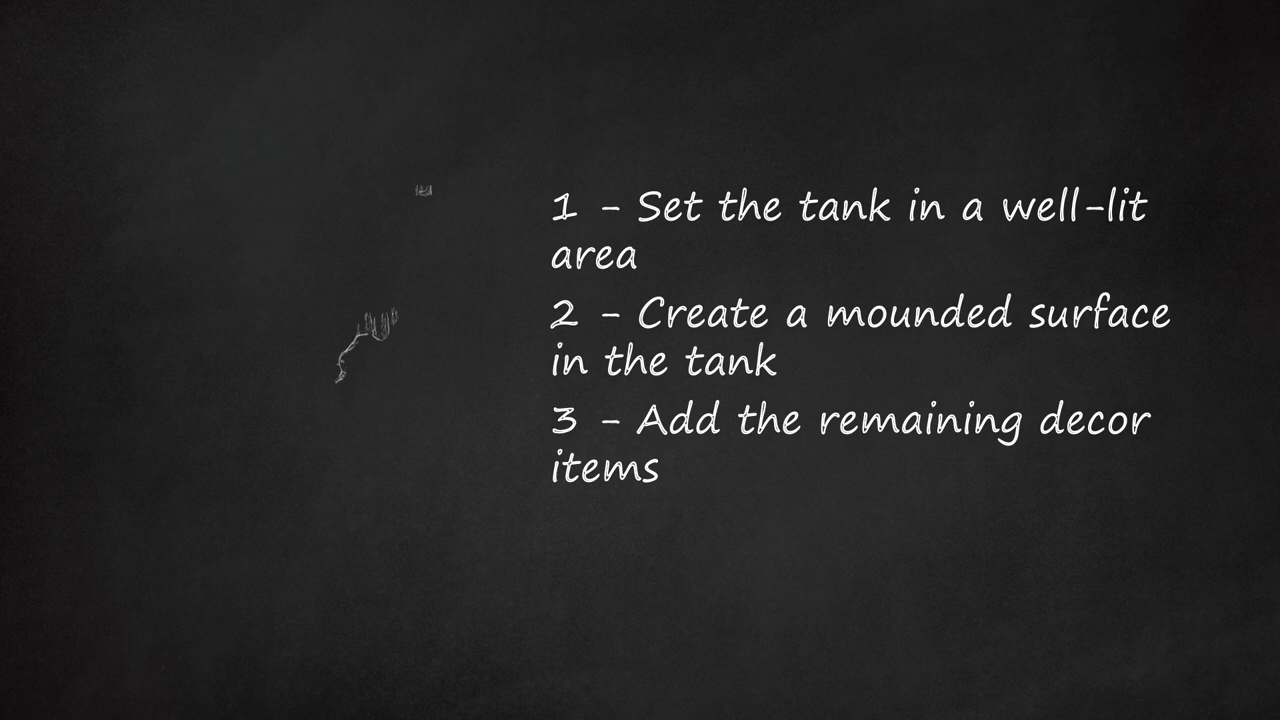 1 - Set the tank in a well-lit
area
2 - Create a mounded surface
in the tank
3 - Add the remaining decor
items